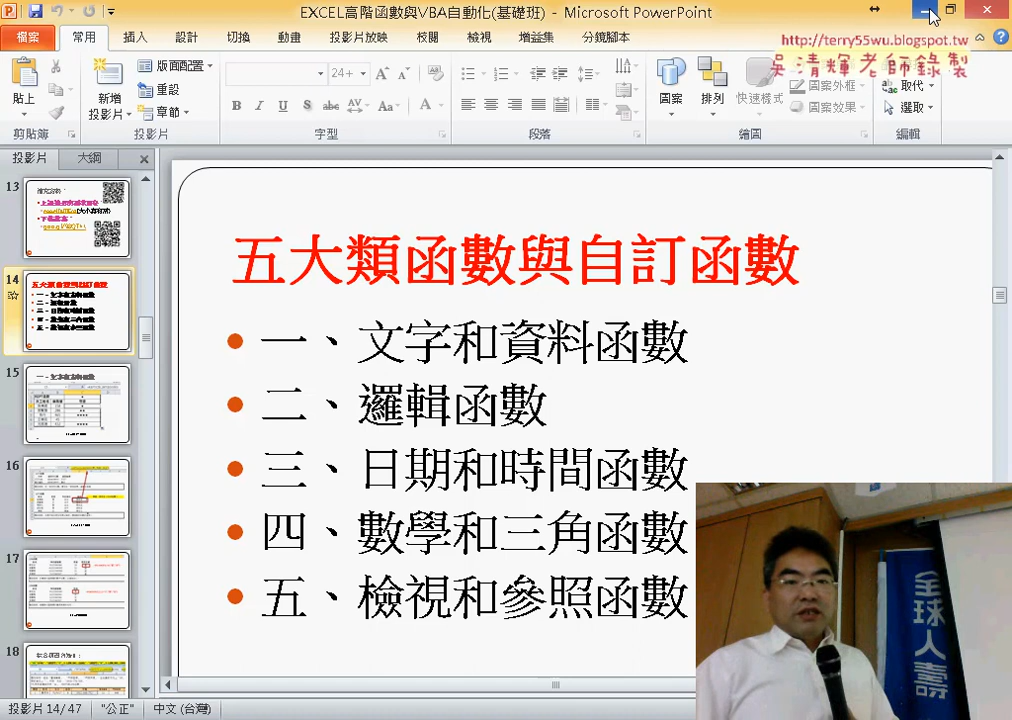 EXCEL高階函數與VBA自動化(基礎班) - Microsoft PowerPoint
檔案 常用 插入 設計 切換 動畫 投影片放映 校閱 檢視 增益集 分鏡腳本
http://terry55wu.blogspot.tw
吳清輝老師錄製
貼上 新增投影片 版面配置 重設 章節
24
B I U S abc AV Aa A
圖案 排列 快速樣式 圖案外框 圖案效果
取代 選取
剪貼簿 投影片 字型 段落 繪圖 編輯
投影片 大綱
13
14
15
16
17
18
五大類函數與自訂函數
一、文字和資料函數
二、邏輯函數
三、日期和時間函數
四、數學和三角函數
五、檢視和參照函數
全球人壽
投影片 14/47 "公正" 中文 (台灣)